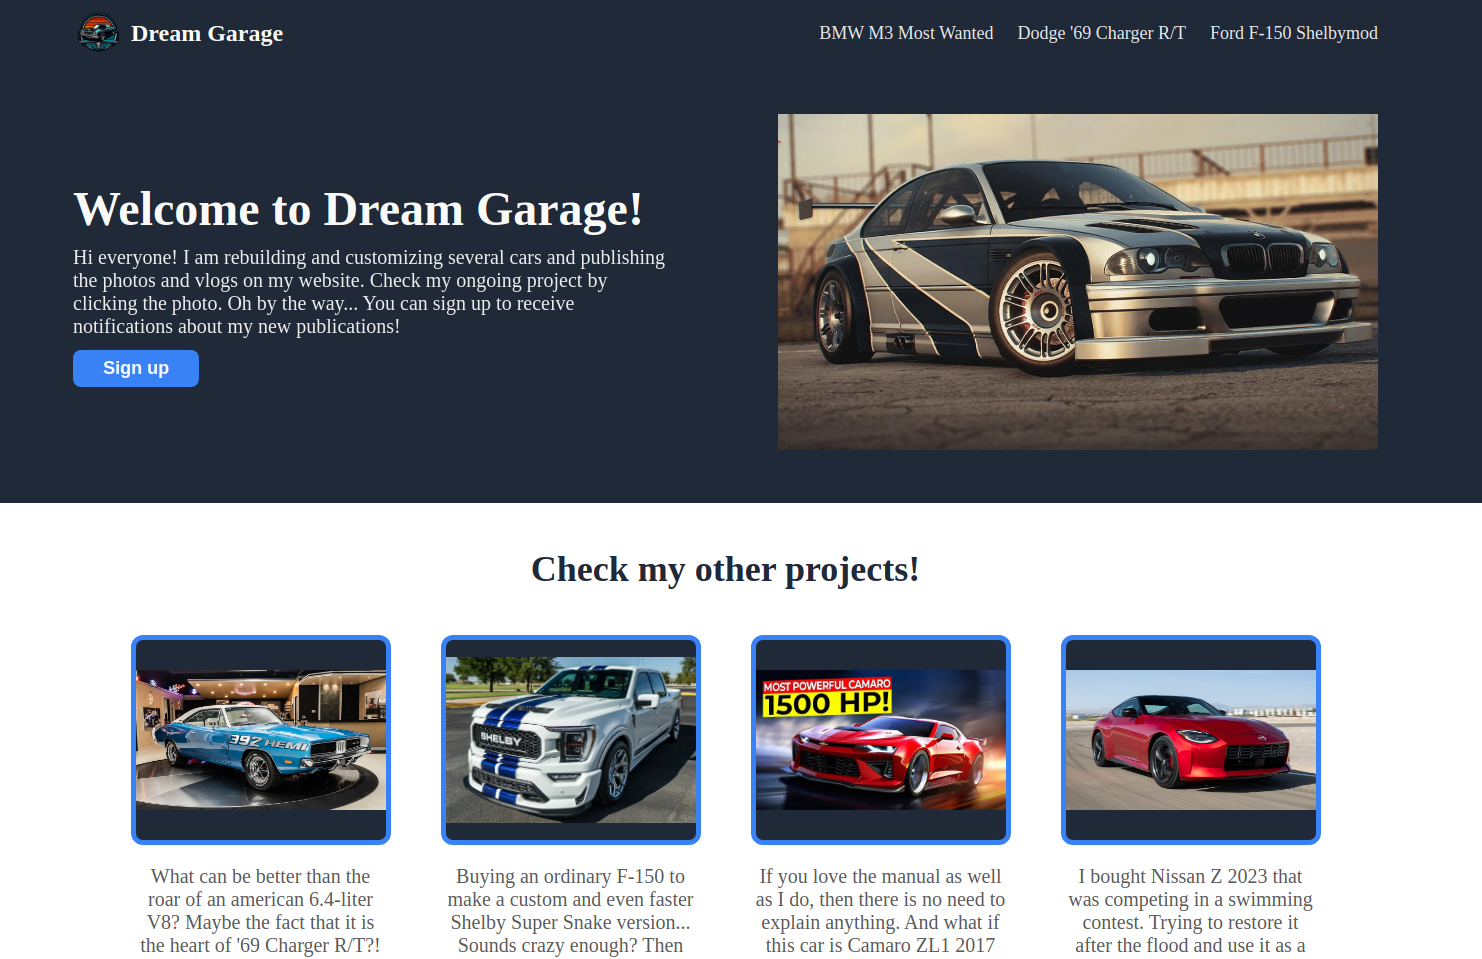 Dream Garage
BMW M3 Most Wanted
Dodge '69 Charger R/T
Ford F-150 Shelbymod
Welcome to Dream Garage!
Hi everyone! I am rebuilding and customizing several cars and publishing
the photos and vlogs on my website. Check my ongoing project by
clicking the photo. Oh by the way... You can sign up to receive
notifications about my new publications!
Sign up
Check my other projects!
392 HEMI
SHELBY
MOST POWERFUL CAMARO
1500 HP!
What can be better than the
roar of an american 6.4-liter
V8? Maybe the fact that it is
the heart of '69 Charger R/T?!
Buying an ordinary F-150 to
make a custom and even faster
Shelby Super Snake version...
Sounds crazy enough? Then
If you love the manual as well
as I do, then there is no need to
explain anything. And what if
this car is Camaro ZL1 2017
I bought Nissan Z 2023 that
was competing in a swimming
contest. Trying to restore it
after the flood and use it as a